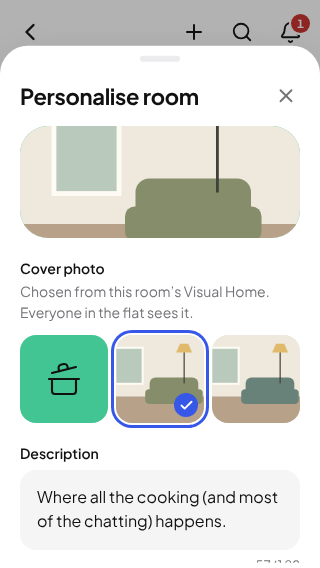 1
Personalise room
Cover photo
Chosen from this room's Visual Home.
Everyone in the flat sees it.
Description
Where all the cooking (and most
of the chatting) happens.